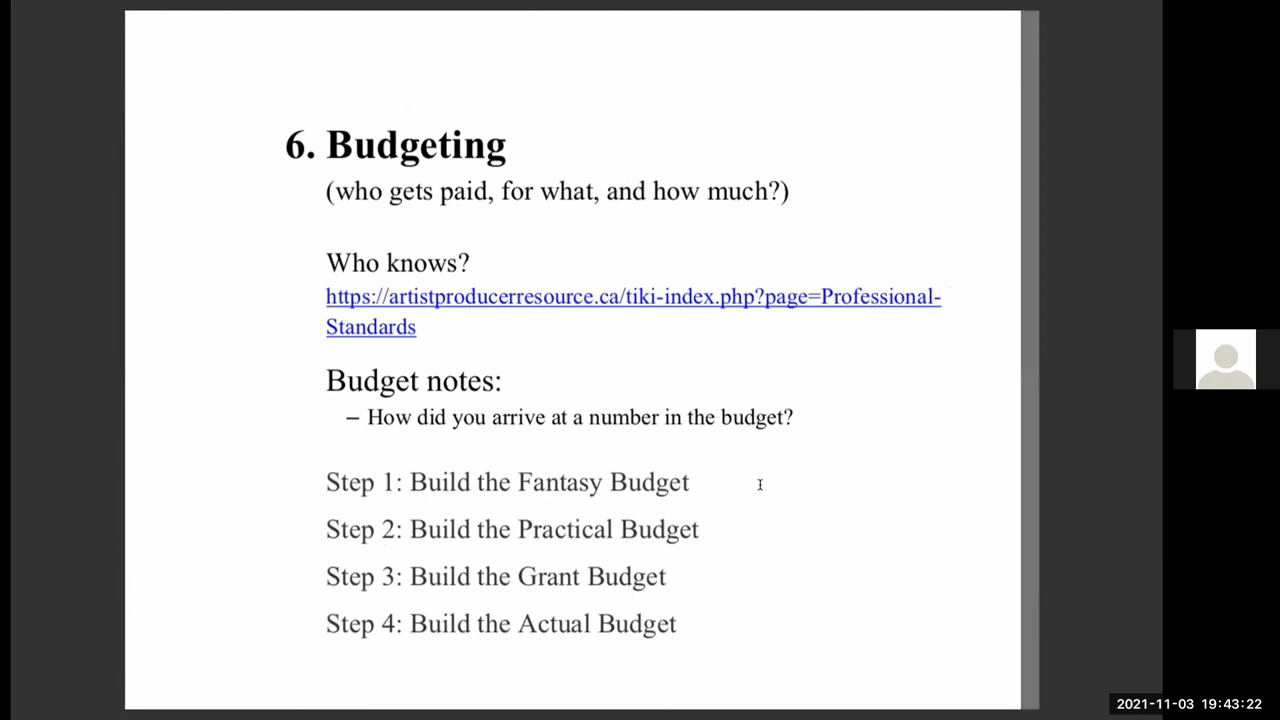 6. Budgeting
(who gets paid, for what, and how much?)
Who knows?
https://artistproducerresource.ca/tiki-index.php?page=Professional-
Standards
Budget notes:
– How did you arrive at a number in the budget?
Step 1: Build the Fantasy Budget
Step 2: Build the Practical Budget
Step 3: Build the Grant Budget
Step 4: Build the Actual Budget
2021-11-03 19:43:22